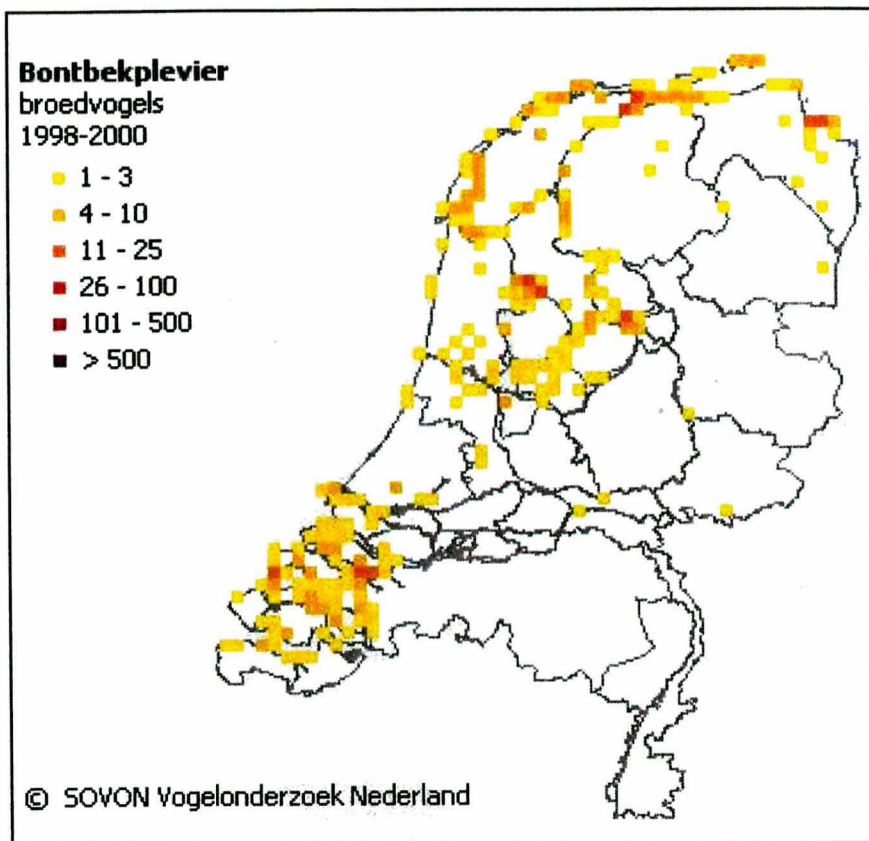 Bontbekplevier
broedvogels
1998-2000
1 - 3
4 - 10
11 - 25
26 - 100
101 - 500
> 500
© SOVON Vogelonderzoek Nederland